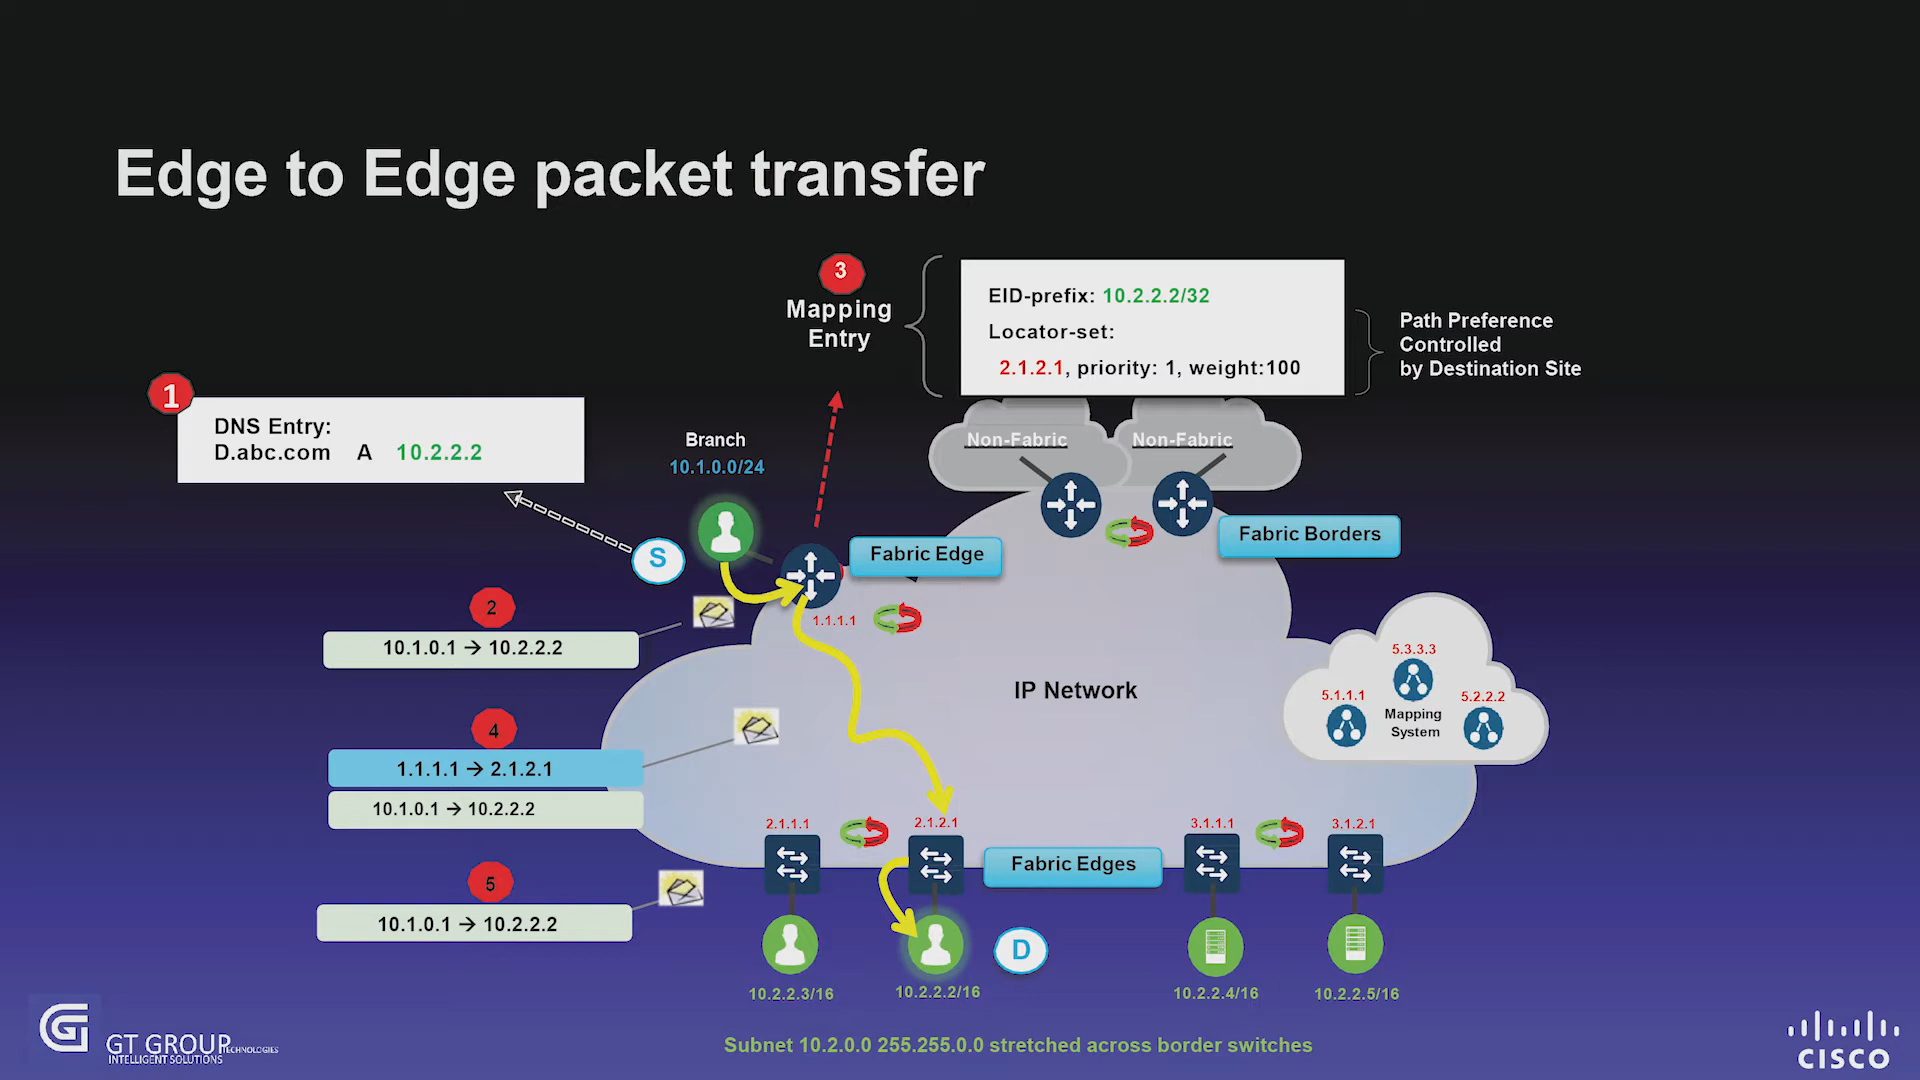 Edge to Edge packet transfer
3
Mapping
Entry
EID-prefix: 10.2.2.2/32
Locator-set:
2.1.2.1, priority: 1, weight:100
Path Preference
Controlled
by Destination Site
1
DNS Entry:
D.abc.com A 10.2.2.2
Branch
10.1.0.0/24
Non-Fabric
Non-Fabric
S
Fabric Edge
Fabric Borders
1.1.1.1
2
10.1.0.1 → 10.2.2.2
IP Network
5.3.3.3
5.1.1.1
5.2.2.2
Mapping
System
4
1.1.1.1 → 2.1.2.1
10.1.0.1 → 10.2.2.2
2.1.1.1
2.1.2.1
3.1.1.1
3.1.2.1
Fabric Edges
5
10.1.0.1 → 10.2.2.2
D
10.2.2.3/16
10.2.2.2/16
10.2.2.4/16
10.2.2.5/16
Subnet 10.2.0.0 255.255.0.0 stretched across border switches
GT GROUP TECHNOLOGIES
INTELLIGENT SOLUTIONS
CISCO